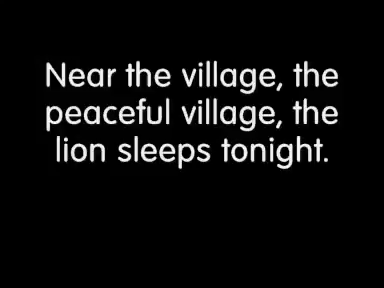 Near the village, the
peaceful village, the
lion sleeps tonight.